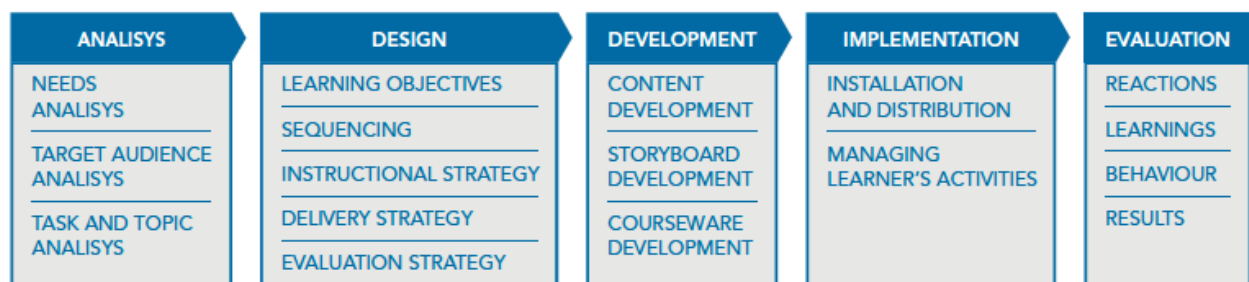 ANALISYS
NEEDS
ANALISYS
TARGET AUDIENCE
ANALISYS
TASK AND TOPIC
ANALISYS
DESIGN
LEARNING OBJECTIVES
SEQUENCING
INSTRUCTIONAL STRATEGY
DELIVERY STRATEGY
EVALUATION STRATEGY
DEVELOPMENT
CONTENT
DEVELOPMENT
STORYBOARD
DEVELOPMENT
COURSEWARE
DEVELOPMENT
IMPLEMENTATION
INSTALLATION
AND DISTRIBUTION
MANAGING
LEARNER'S ACTIVITIES
EVALUATION
REACTIONS
LEARNINGS
BEHAVIOUR
RESULTS